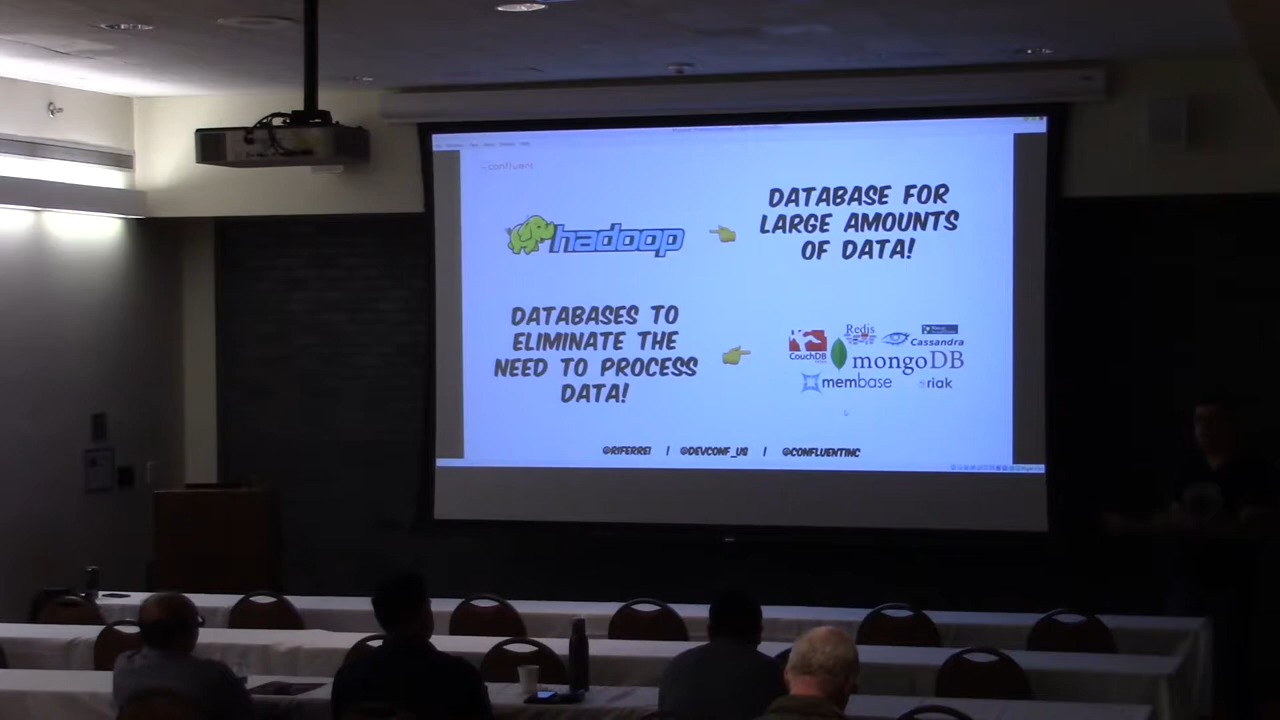 confluent
hadoop
DATABASE FOR
LARGE AMOUNTS
OF DATA!
DATABASES TO
ELIMINATE THE
NEED TO PROCESS
DATA!
CouchDB
Redis
Cassandra
mongoDB
membase
riak
@RIFERREI | @DEVCONF_US | @CONFLUENTINC